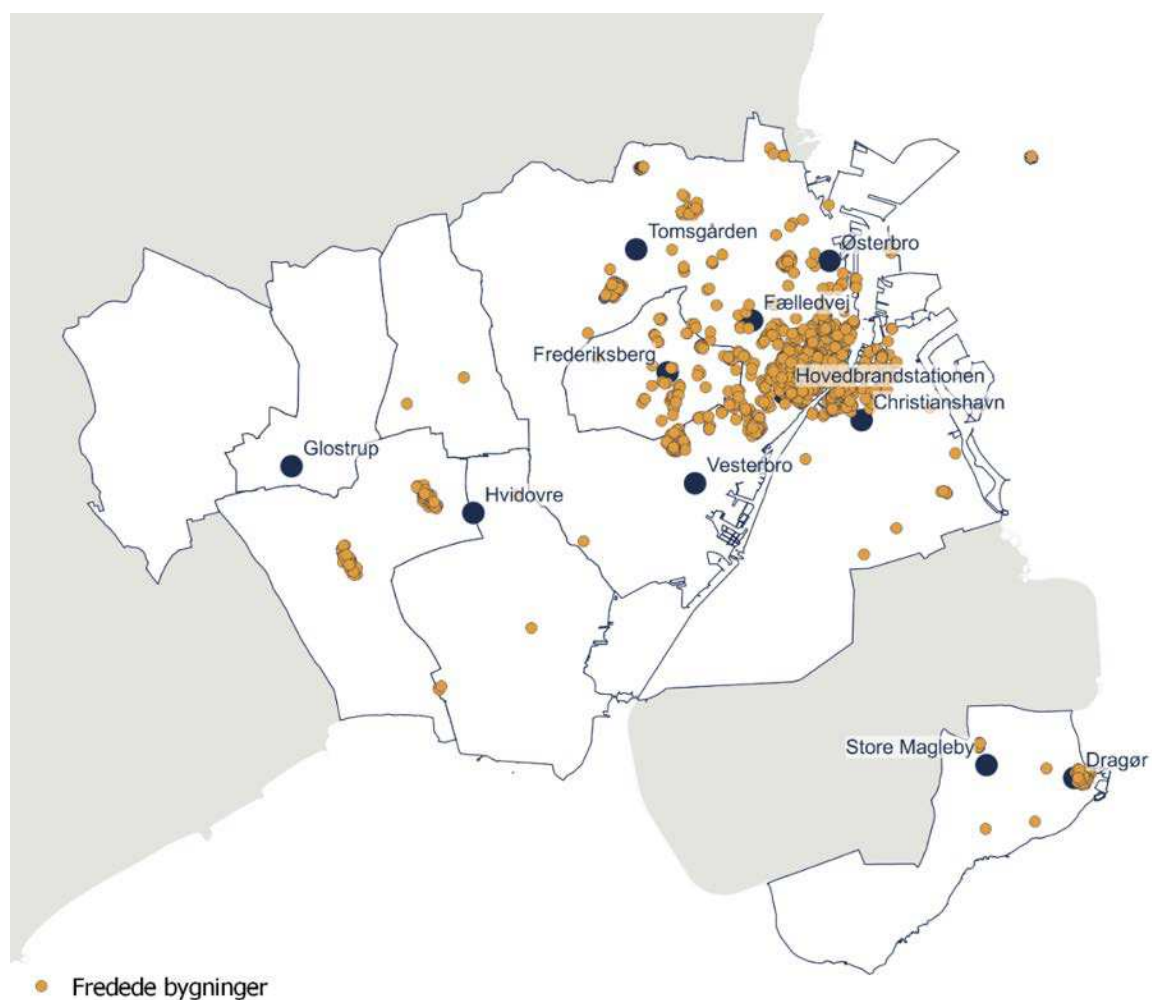 Tomsgården
Østerbro
Fælledvej
Frederiksberg
Hovedbrandstationen
Christianshavn
Glostrup
Vesterbro
Hvidovre
Store Magleby
Dragør
Fredede bygninger